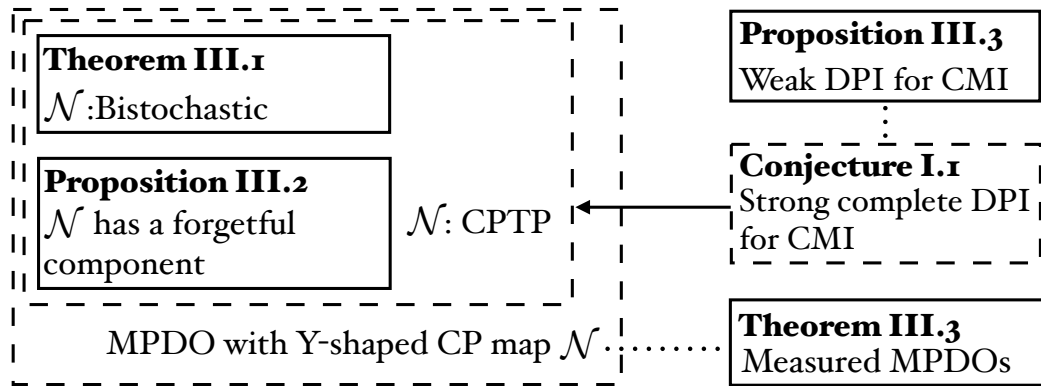 Theorem III.1
𝒩:Bistochastic
Proposition III.2
𝒩 has a forgetful
component
𝒩: CPTP
MPDO with Y-shaped CP map 𝒩
Proposition III.3
Weak DPI for CMI
Conjecture I.1
Strong complete DPI
for CMI
Theorem III.3
Measured MPDOs